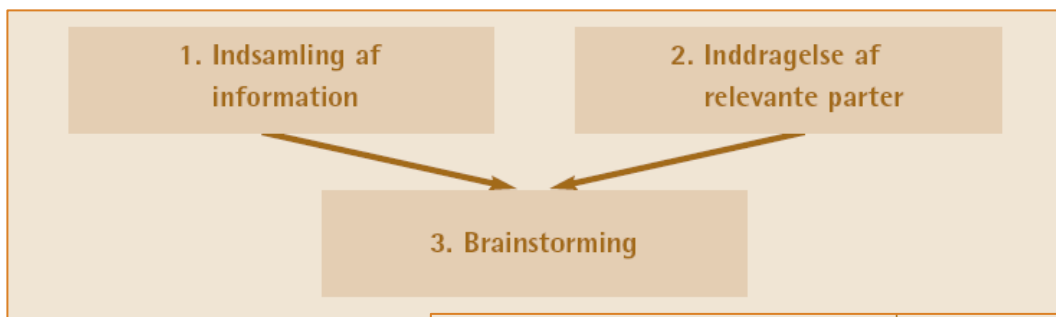 1. Indsamling af
information
2. Inddragelse af
relevante parter
3. Brainstorming